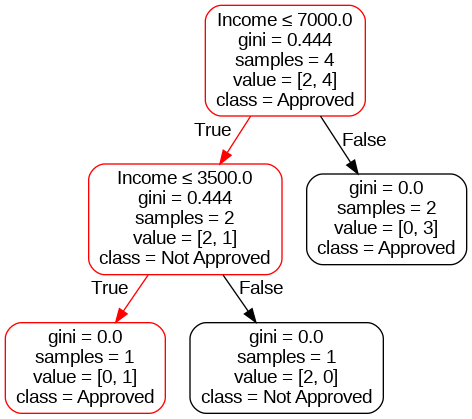 Income ≤ 7000.0
gini = 0.444
samples = 4
value = [2, 4]
class = Approved
True
False
Income ≤ 3500.0
gini = 0.444
samples = 2
value = [2, 1]
class = Not Approved
gini = 0.0
samples = 2
value = [0, 3]
class = Approved
True
False
gini = 0.0
samples = 1
value = [0, 1]
class = Approved
gini = 0.0
samples = 1
value = [2, 0]
class = Not Approved